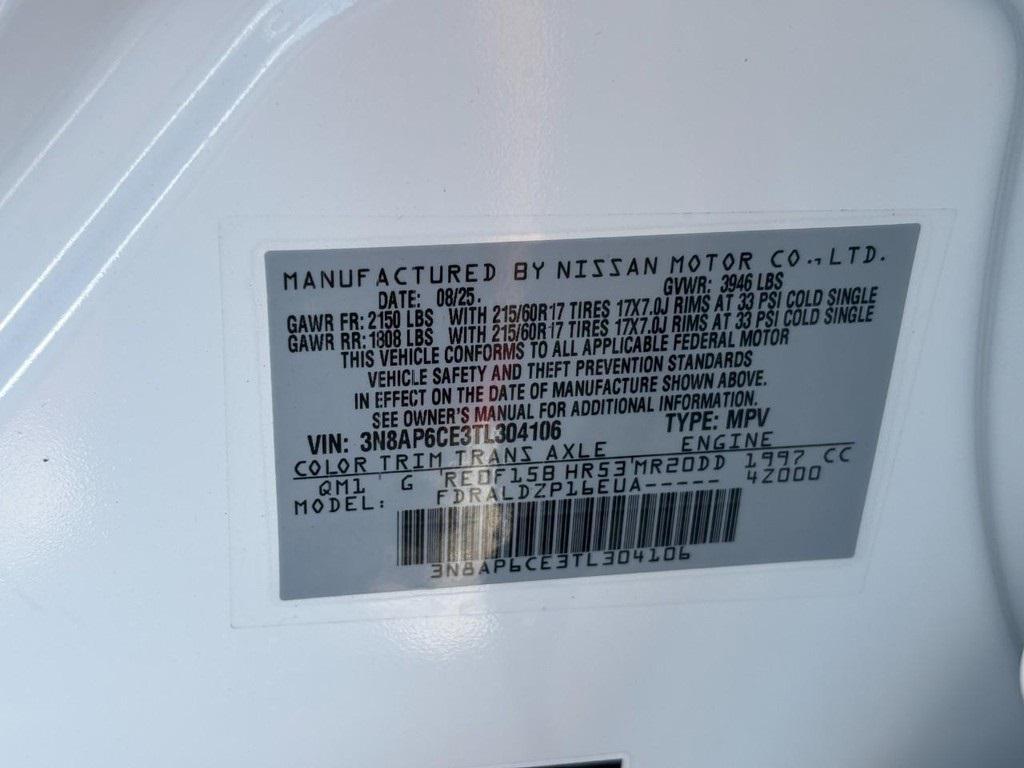 MANUFACTURED BY NISSAN MOTOR CO., LTD.
DATE: 08/25. GVWR: 3946 LBS
GAWR FR: 2150 LBS WITH 215/60R17 TIRES 17X7.0J RIMS AT 33 PSI COLD SINGLE
GAWR RR: 1808 LBS WITH 215/60R17 TIRES 17X7.0J RIMS AT 33 PSI COLD SINGLE
THIS VEHICLE CONFORMS TO ALL APPLICABLE FEDERAL MOTOR
VEHICLE SAFETY AND THEFT PREVENTION STANDARDS
IN EFFECT ON THE DATE OF MANUFACTURE SHOWN ABOVE.
SEE OWNER'S MANUAL FOR ADDITIONAL INFORMATION.
VIN: 3N8AP6CE3TL304106 TYPE: MPV
COLOR TRIM TRANS AXLE ENGINE
QM1 G RE0F15B HR53 MR20DD 1997 CC
MODEL: FDRALDZP16EUA----- 42000
3N8AP6CE3TL304106